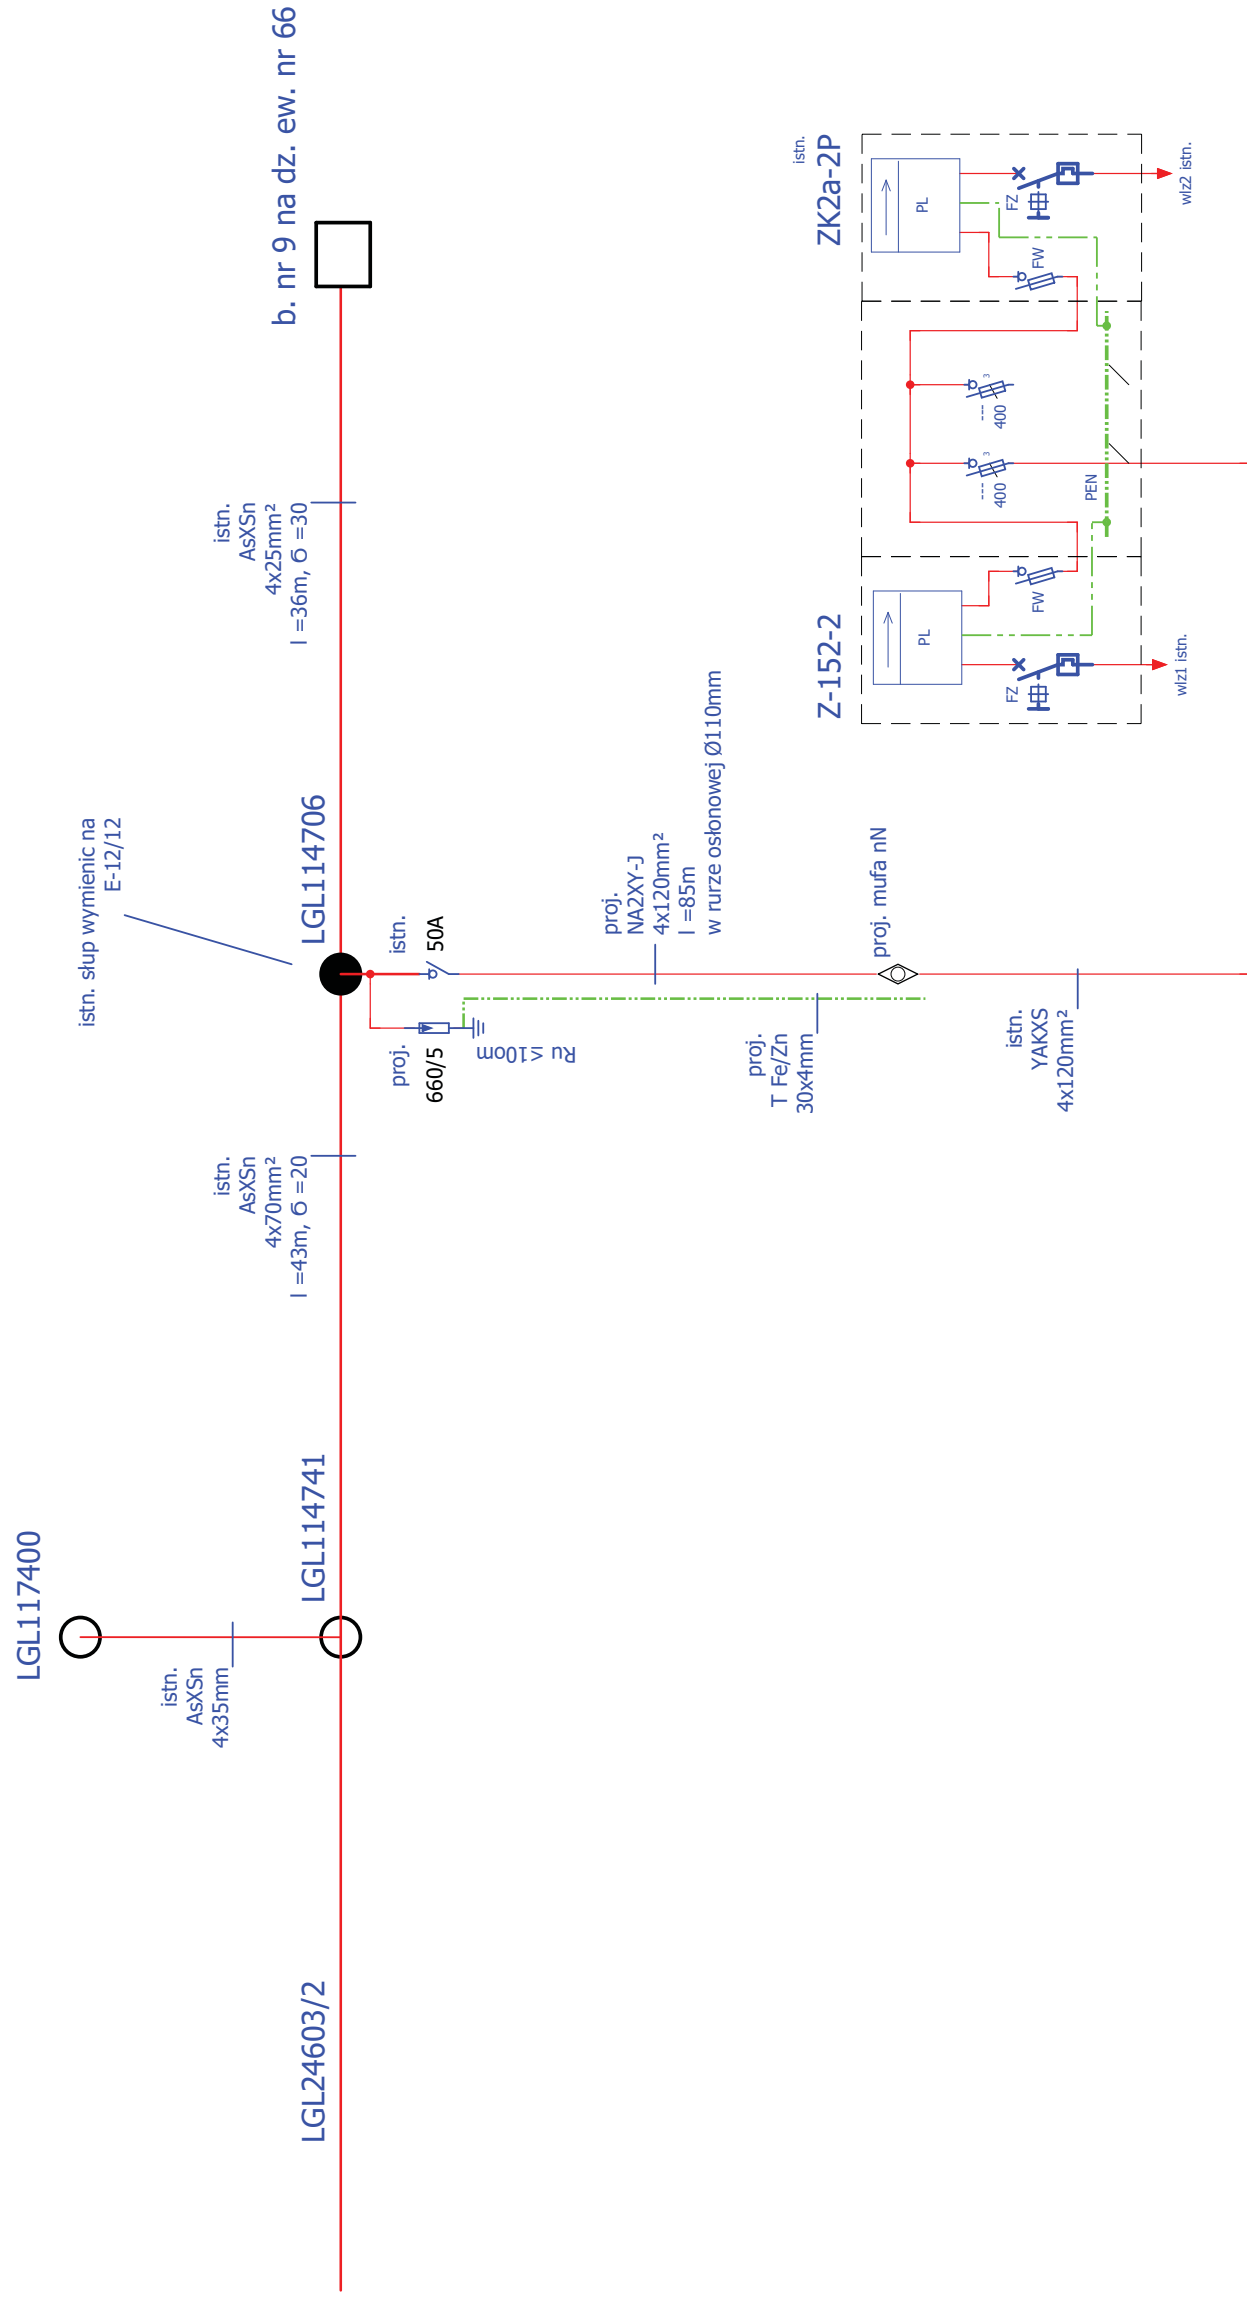 LGL117400
istn.
AsXSn
4x35mm
LGL24603/2
LGL114741
istn.
AsXSn
4x70mm²
l =43m, б =20
istn. słup wymienic na
E-12/12
LGL114706
istn.
AsXSn
4x25mm²
l =36m, б =30
b. nr 9 na dz. ew. nr 66
proj.
660/5
istn.
50A
Ru ≤10om
proj.
NA2XY-J
4x120mm²
l =85m
w rurze osłonowej Ø110mm
proj.
T Fe/Zn
30x4mm
proj. mufa nN
istn.
YAKXS
4x120mm²
Z-152-2
istn.
ZK2a-2P
PL
FZ
FW
wlz1 istn.
---
400
3
---
400
3
PEN
PL
FW
FZ
wlz2 istn.